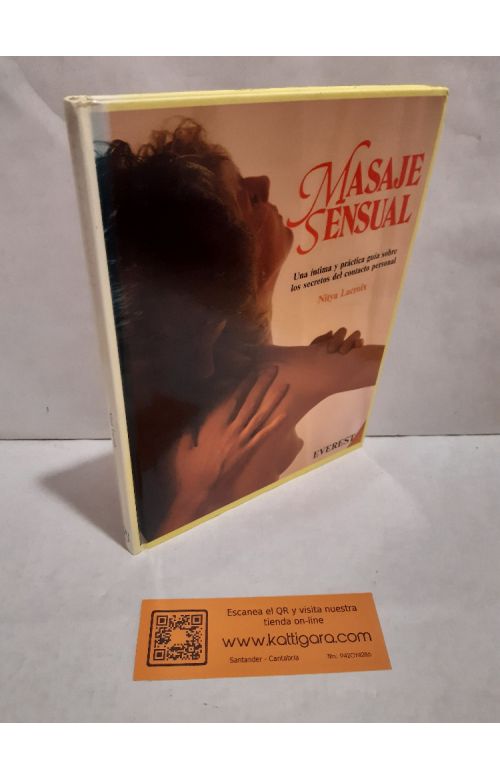 MASAJE
SENSUAL
Una íntima y práctica guía sobre
los secretos del contacto personal
Nitya Lacroix
EVEREST
Escanea el QR y visita nuestra
tienda on-line
www.kattigara.com
Santander - Cantabria